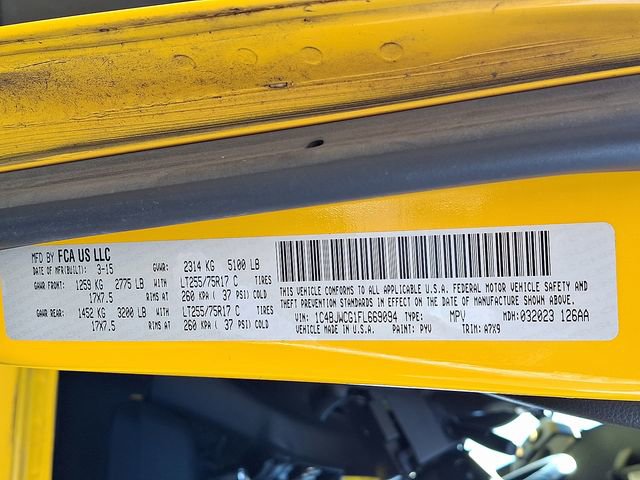 MFD BY FCA US LLC
DATE OF MFR(BUILT): 3-15 GVWR: 2314 KG 5100 LB
GAWR FRONT: 1259 KG 2775 LB WITH LT255/75R17 C TIRES
17X7.5 RIMS AT 260 KPA ( 37 PSI) COLD
GAWR REAR: 1452 KG 3200 LB WITH LT255/75R17 C TIRES
17X7.5 RIMS AT 260 KPA ( 37 PSI) COLD
THIS VEHICLE CONFORMS TO ALL APPLICABLE U.S.A. FEDERAL MOTOR VEHICLE SAFETY AND
THEFT PREVENTION STANDARDS IN EFFECT ON THE DATE OF MANUFACTURE SHOWN ABOVE.
VIN: 1C4BJWCG1FL669094 TYPE: MPV MDH: 032023 126AA
VEHICLE MADE IN U.S.A. PAINT: PYV TRIM: A7X9